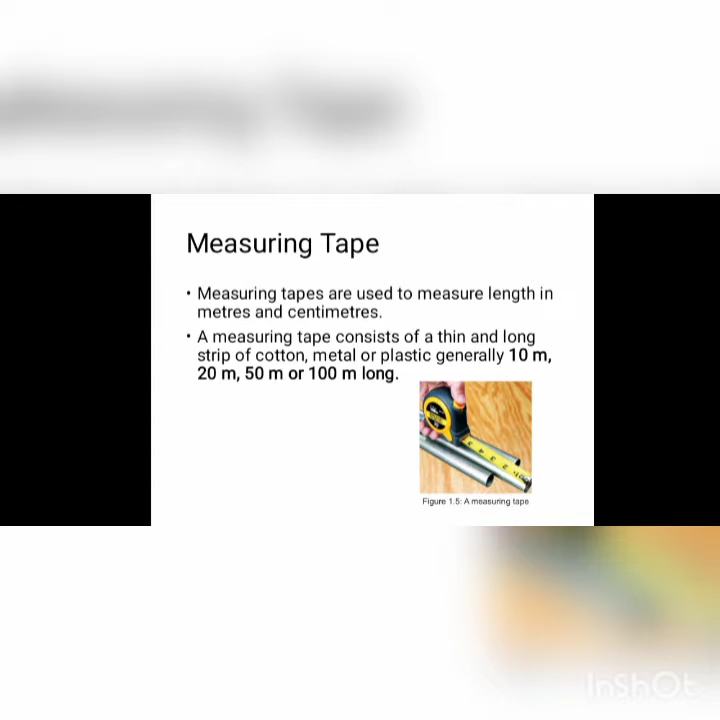 Measuring Tape
• Measuring tapes are used to measure length in
metres and centimetres.
• A measuring tape consists of a thin and long
strip of cotton, metal or plastic generally 10 m,
20 m, 50 m or 100 m long.
Figure 1.5: A measuring tape
InShOt